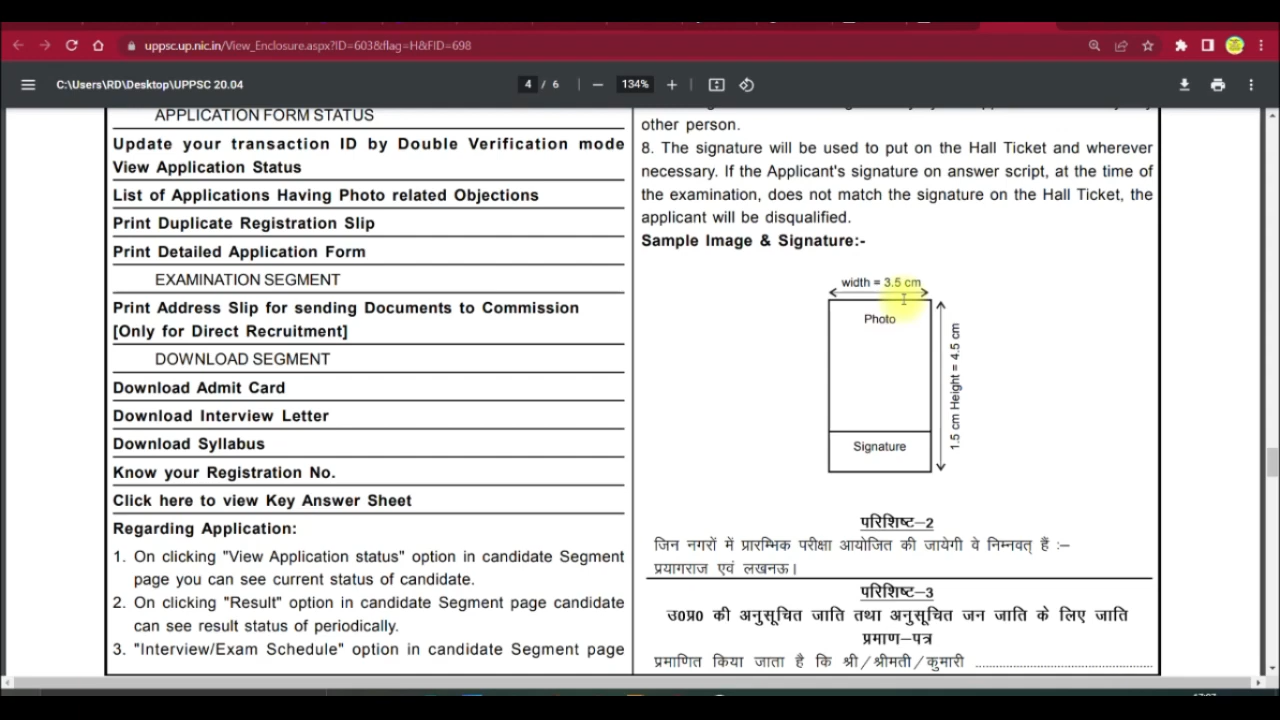 uppsc.up.nic.in/View_Enclosure.aspx?ID=603&flag=H&FID=698
C:\Users\RD\Desktop\UPPSC 20.04
4 / 6
134%
APPLICATION FORM STATUS
Update your transaction ID by Double Verification mode
View Application Status
List of Applications Having Photo related Objections
Print Duplicate Registration Slip
Print Detailed Application Form
EXAMINATION SEGMENT
Print Address Slip for sending Documents to Commission
[Only for Direct Recruitment]
DOWNLOAD SEGMENT
Download Admit Card
Download Interview Letter
Download Syllabus
Know your Registration No.
Click here to view Key Answer Sheet
Regarding Application:
1. On clicking "View Application status" option in candidate Segment
page you can see current status of candidate.
2. On clicking "Result" option in candidate Segment page candidate
can see result status of periodically.
3. "Interview/Exam Schedule" option in candidate Segment page
other person.
8. The signature will be used to put on the Hall Ticket and wherever
necessary. If the Applicant's signature on answer script, at the time of
the examination, does not match the signature on the Hall Ticket, the
applicant will be disqualified.
Sample Image & Signature:-
width = 3.5 cm
Photo
1.5 cm Height = 4.5 cm
Signature
परिशिष्ट–2
जिन नगरों में प्रारम्भिक परीक्षा आयोजित की जायेगी वे निम्नवत् हैं :–
प्रयागराज एवं लखनऊ।
परिशिष्ट–3
उ0प्र0 की अनुसूचित जाति तथा अनुसूचित जन जाति के लिए जाति
प्रमाण–पत्र
प्रमाणित किया जाता है कि श्री/श्रीमती/कुमारी ......................................................